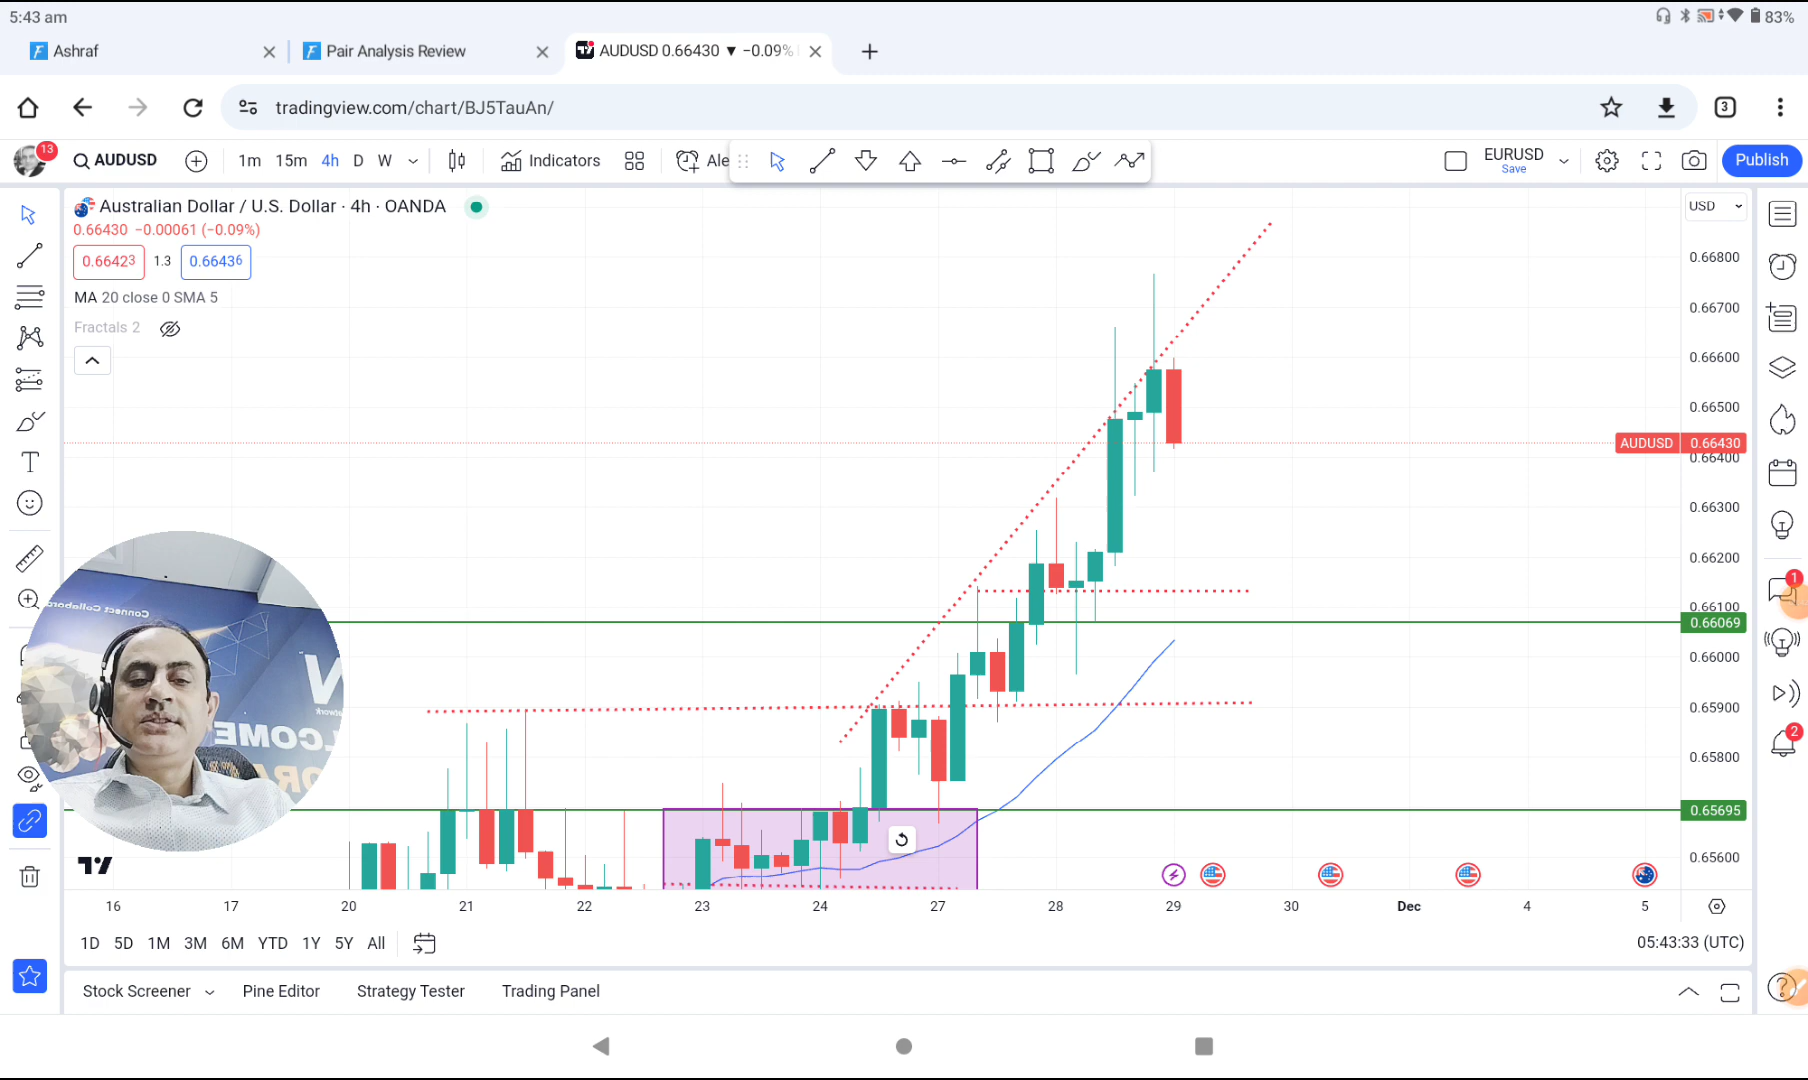 5:43 am
83%
Ashraf
Pair Analysis Review
AUDUSD 0.66430 ▼ −0.09%
tradingview.com/chart/BJ5TauAn/
3
13
AUDUSD
1m 15m 4h D W
Indicators
Ale
EURUSD
Save
Publish
Australian Dollar / U.S. Dollar · 4h · OANDA
0.66430 −0.00061 (−0.09%)
0.66423 1.3 0.66436
MA 20 close 0 SMA 5
Fractals 2
USD
0.66800
0.66700
0.66600
0.66500
AUDUSD 0.66430
0.66400
0.66300
0.66200
0.66100
0.66069
0.66000
0.65900
0.65800
0.65695
0.65600
1
2
16 17 20 21 22 23 24 27 28 29 30 Dec 4 5
1D 5D 1M 3M 6M YTD 1Y 5Y All
05:43:33 (UTC)
Stock Screener Pine Editor Strategy Tester Trading Panel